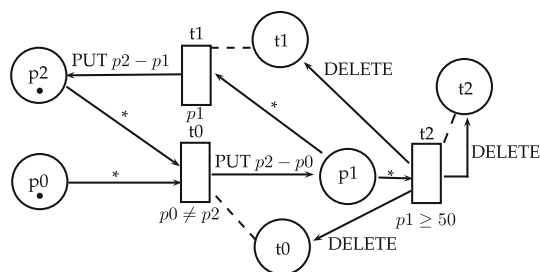 t1
t1
PUT p2 − p1
p2
DELETE
*
*
p1
t2
t0
t2
PUT p2 − p0
DELETE
p0
*
p1
*
p0 ≠ p2
p1 ≥ 50
t0
DELETE